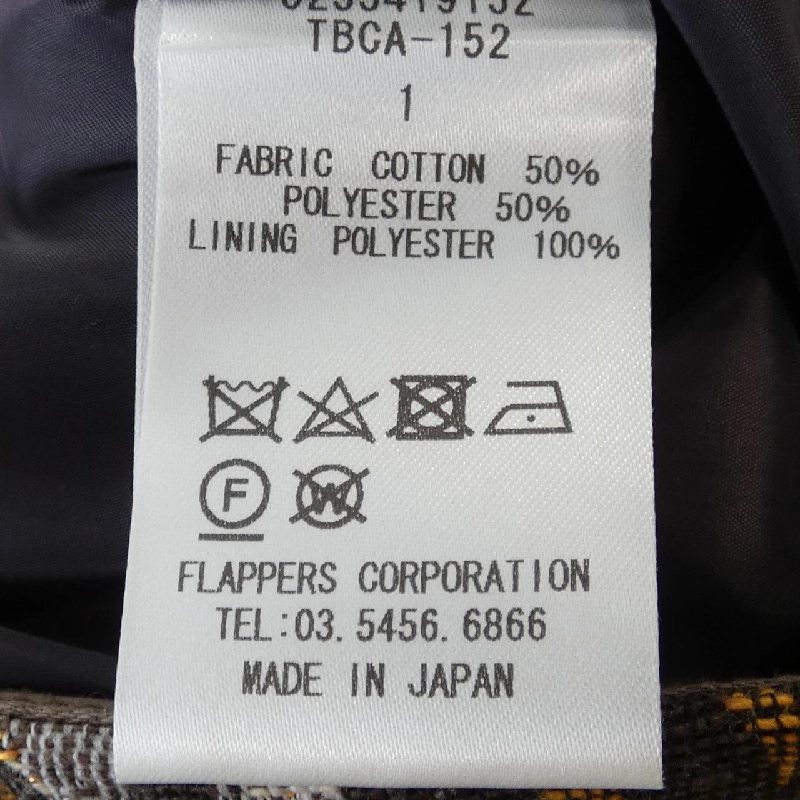 TBCA-152
1
FABRIC COTTON 50%
POLYESTER 50%
LINING POLYESTER 100%
F
W
FLAPPERS CORPORATION
TEL:03. 5456. 6866
MADE IN JAPAN